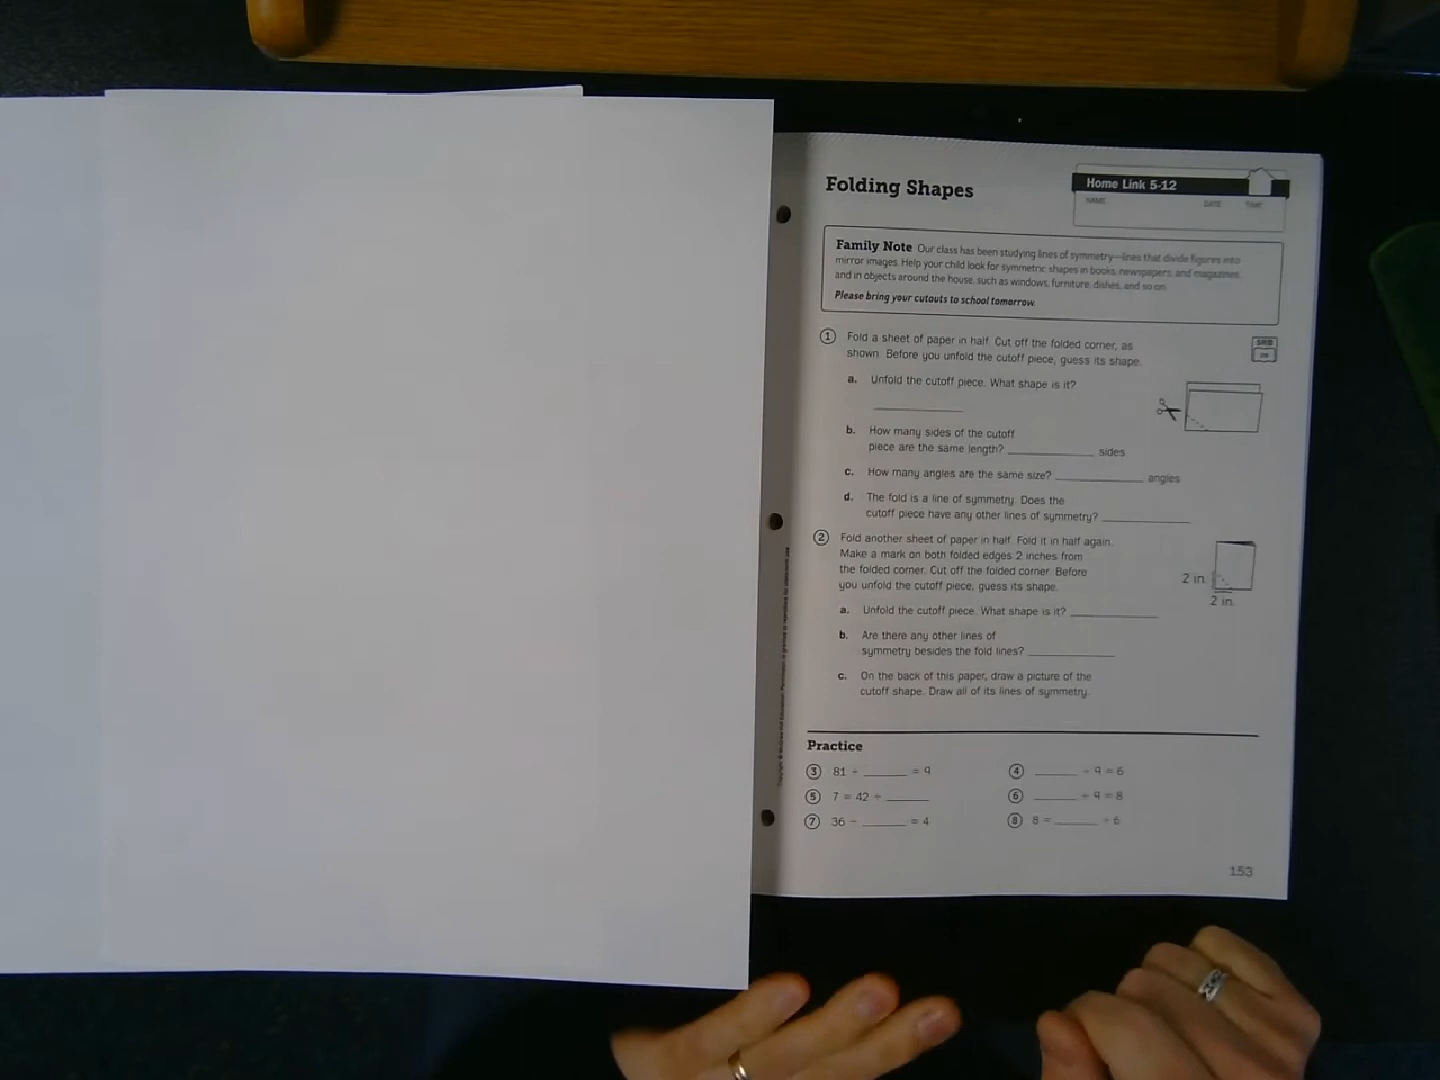 Folding Shapes
Home Link 5-12
NAME DATE TIME
Family Note Our class has been studying lines of symmetry—lines that divide figures into
mirror images. Help your child look for symmetric shapes in books, newspapers, and magazines,
and in objects around the house, such as windows, furniture, dishes, and so on.
Please bring your cutouts to school tomorrow.
1 Fold a sheet of paper in half. Cut off the folded corner, as
shown. Before you unfold the cutoff piece, guess its shape.
SRB
a. Unfold the cutoff piece. What shape is it?
b. How many sides of the cutoff
piece are the same length? sides
c. How many angles are the same size? angles
d. The fold is a line of symmetry. Does the
cutoff piece have any other lines of symmetry?
2 Fold another sheet of paper in half. Fold it in half again.
Make a mark on both folded edges 2 inches from
the folded corner. Cut off the folded corner. Before
you unfold the cutoff piece, guess its shape.
2 in.
2 in.
a. Unfold the cutoff piece. What shape is it?
b. Are there any other lines of
symmetry besides the fold lines?
c. On the back of this paper, draw a picture of the
cutoff shape. Draw all of its lines of symmetry.
Practice
3 81 ÷ ______ = 9
4 ______ ÷ 9 = 6
5 7 = 42 ÷ ______
6 ______ ÷ 9 = 8
7 36 ÷ ______ = 4
8 8 = ______ ÷ 6
153